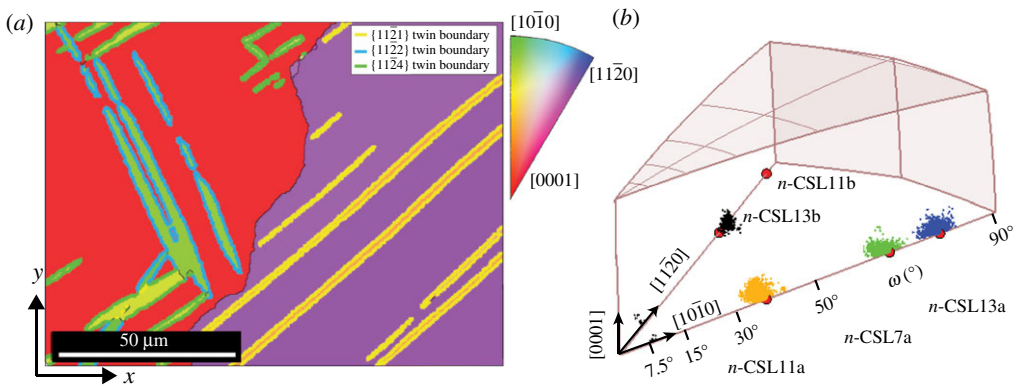 (a)
{112̄1} twin boundary
{112̄2} twin boundary
{112̄4} twin boundary
y
x
50 µm
[101̄0]
[112̄0]
[0001]
(b)
n-CSL11b
n-CSL13b
[112̄0]
[0001]
[101̄0]
7.5°
15°
30°
50°
ω (°)
90°
n-CSL13a
n-CSL7a
n-CSL11a